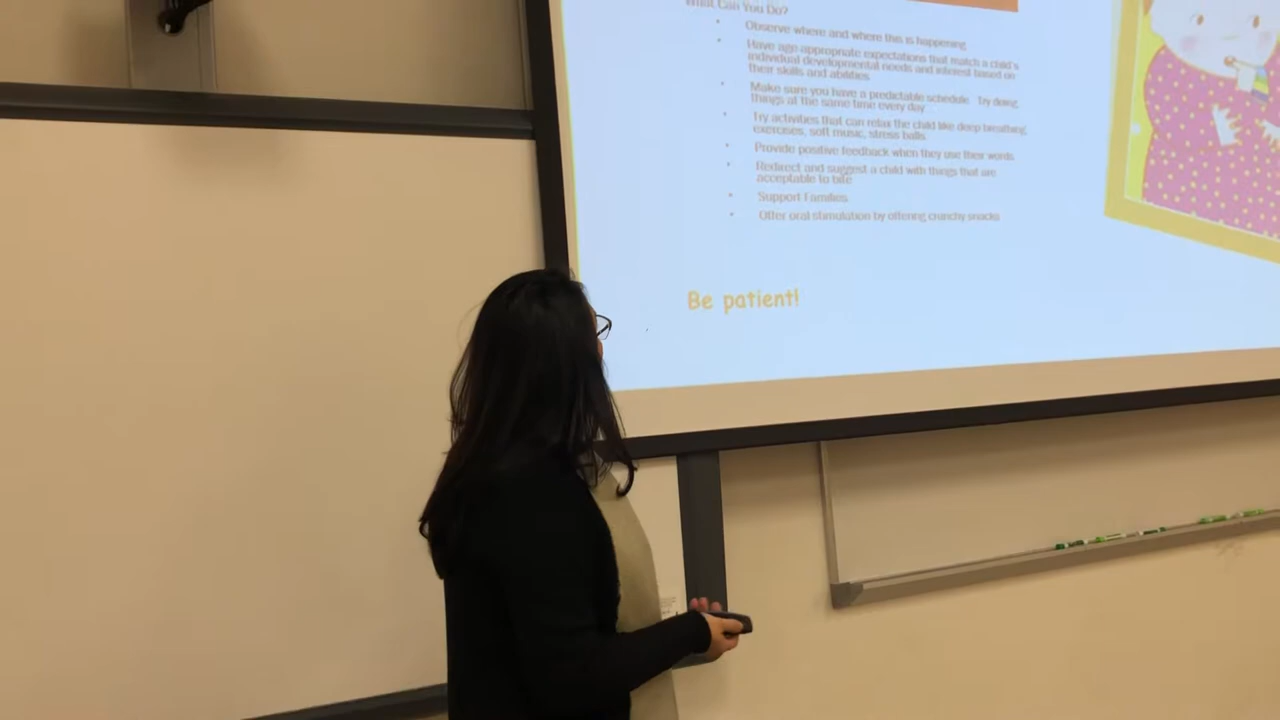 What Can You Do?
Observe where and where this is happening
Have age appropriate expectations that match a child's
individual developmental needs and interest based on
their skills and abilities
Make sure you have a predictable schedule. Try doing
things at the same time every day.
Try activities that can relax the child like deep breathing
exercises, soft music, stress balls.
Provide positive feedback when they use their words
Redirect and suggest a child with things that are
acceptable to bite
Support Families
Offer oral stimulation by offering crunchy snacks
Be patient!